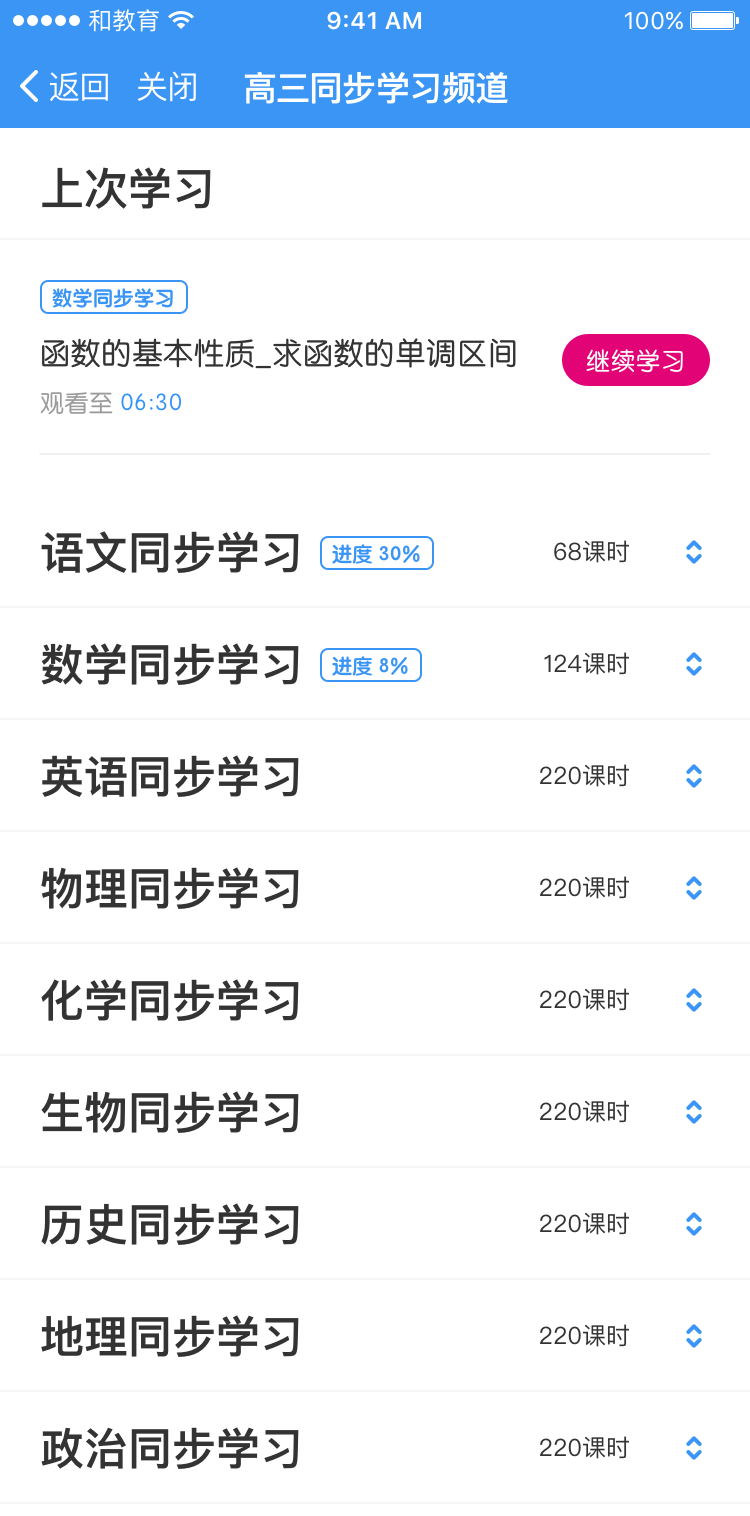 和教育 9:41 AM 100%
返回 关闭 高三同步学习频道
上次学习
数学同步学习
函数的基本性质_求函数的单调区间
继续学习
观看至 06:30
语文同步学习 进度 30% 68课时
数学同步学习 进度 8% 124课时
英语同步学习 220课时
物理同步学习 220课时
化学同步学习 220课时
生物同步学习 220课时
历史同步学习 220课时
地理同步学习 220课时
政治同步学习 220课时